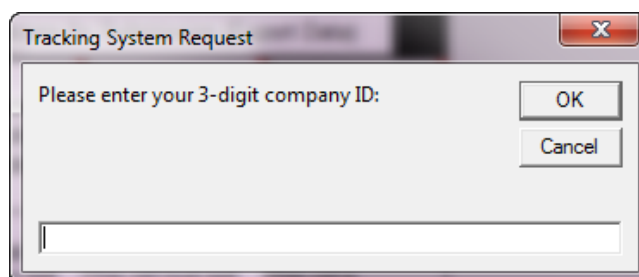 Tracking System Request
Please enter your 3-digit company ID:
OK
Cancel